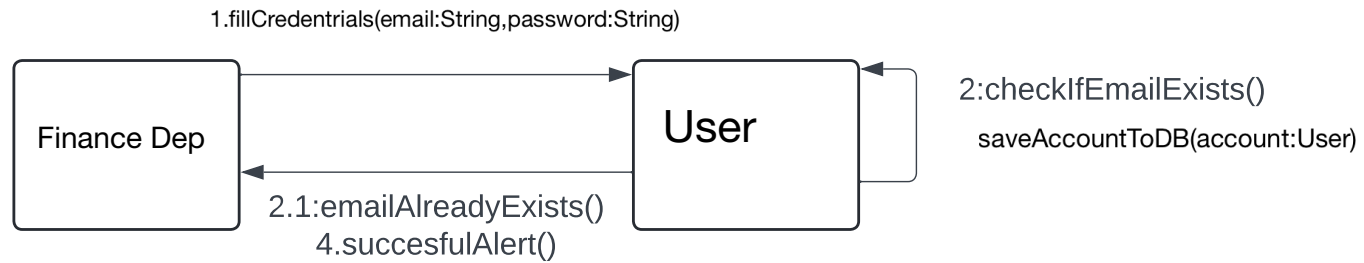 1.fillCredentrials(email:String,password:String)
Finance Dep
User
2:checkIfEmailExists()
saveAccountToDB(account:User)
2.1:emailAlreadyExists()
4.succesfulAlert()